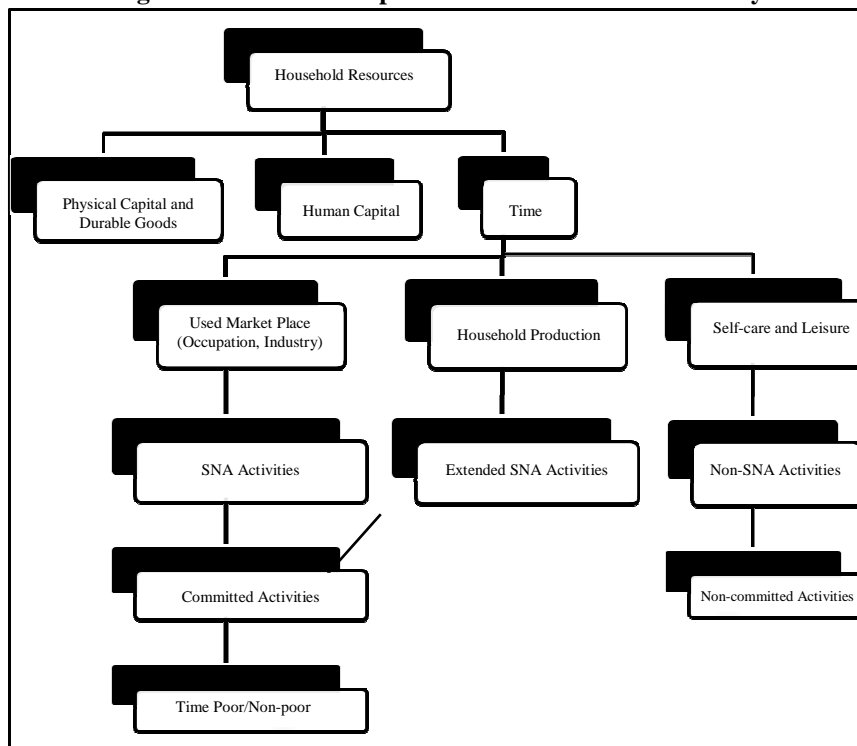 Household Resources
Physical Capital and
Durable Goods
Human Capital
Time
Used Market Place
(Occupation, Industry)
Household Production
Self-care and Leisure
SNA Activities
Extended SNA Activities
Non-SNA Activities
Committed Activities
Non-committed Activities
Time Poor/Non-poor